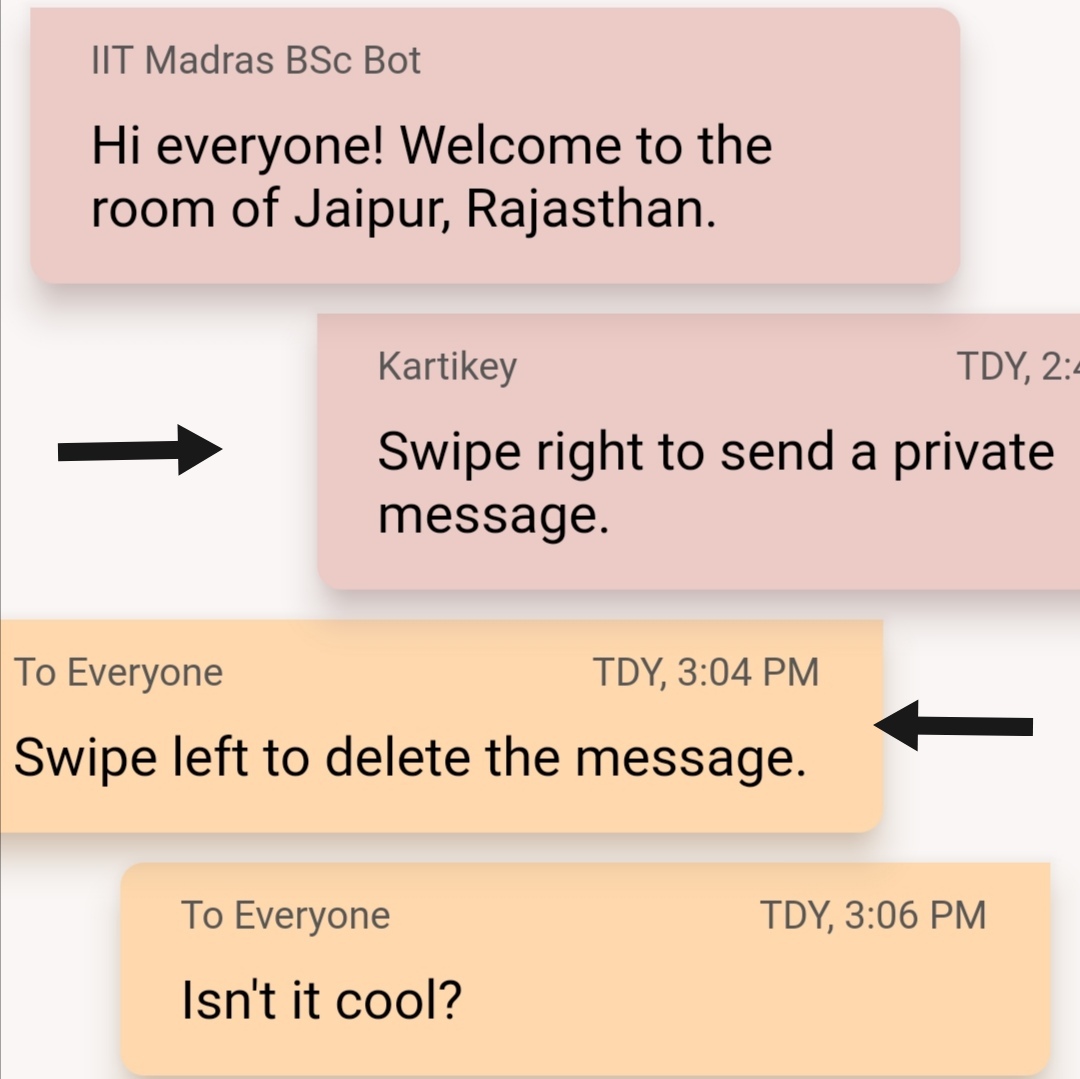 IIT Madras BSc Bot
Hi everyone! Welcome to the
room of Jaipur, Rajasthan.
Kartikey TDY, 2:4
Swipe right to send a private
message.
To Everyone TDY, 3:04 PM
Swipe left to delete the message.
To Everyone TDY, 3:06 PM
Isn't it cool?